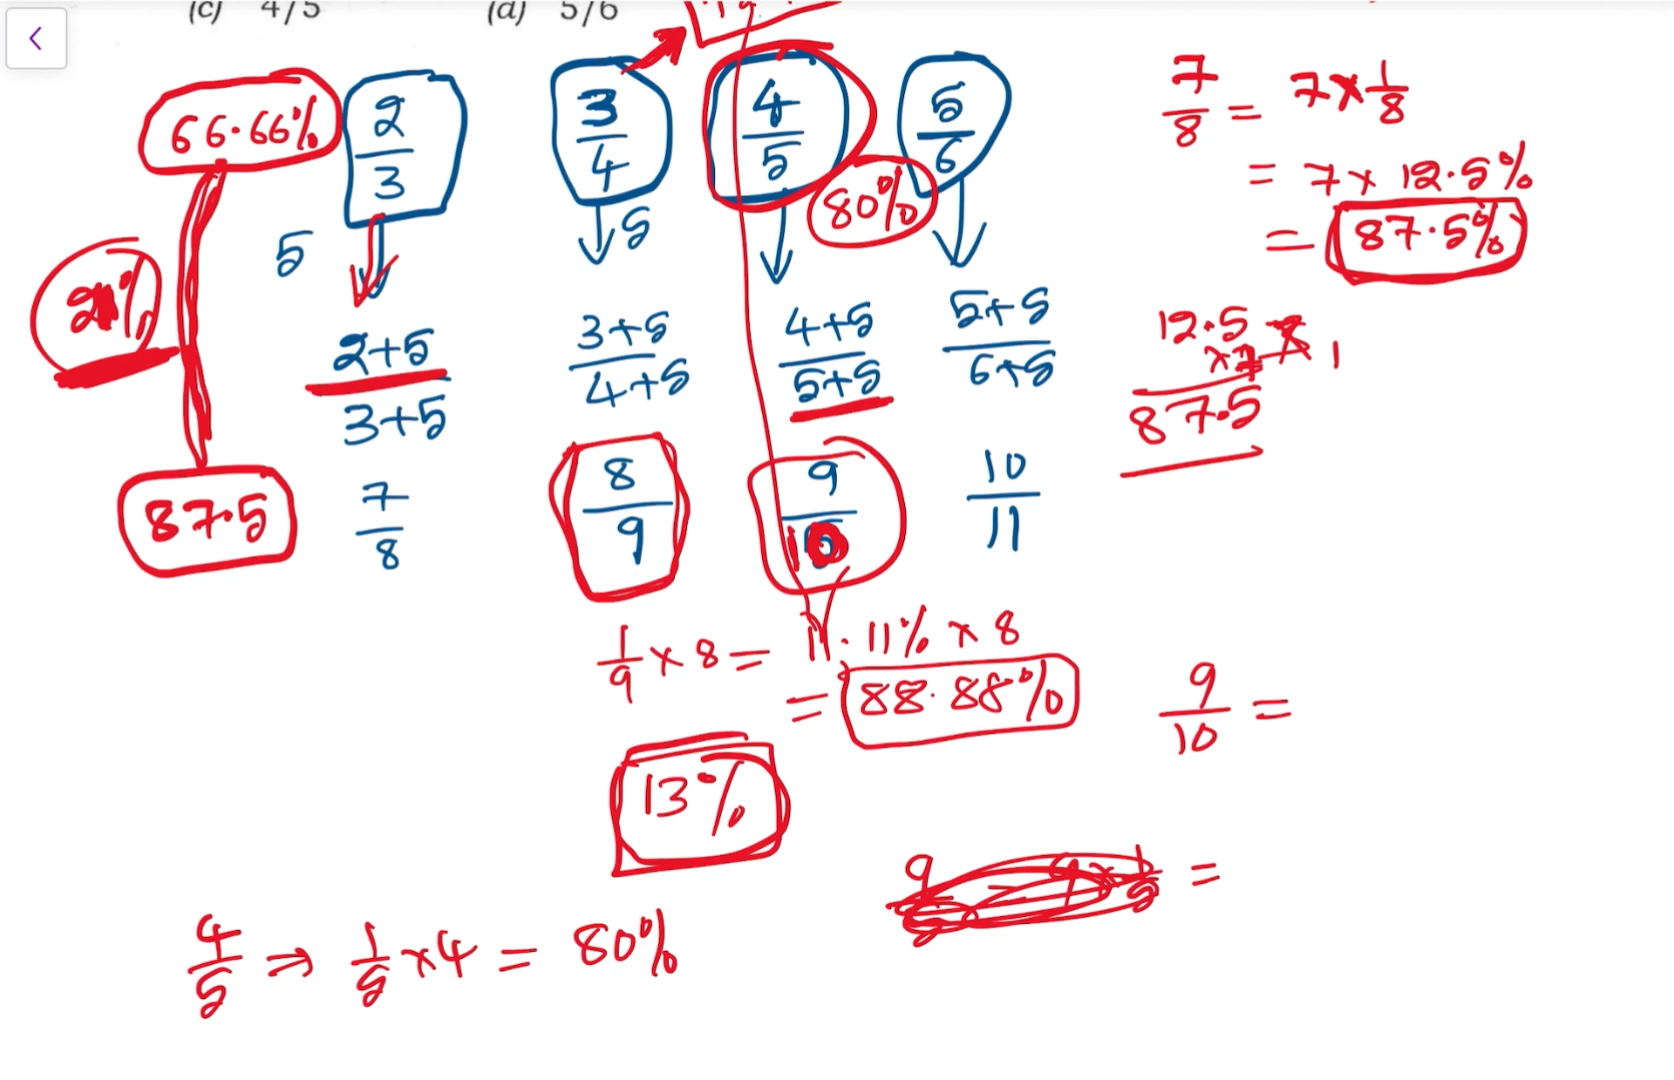 (c) 4/5 (d) 5/6
66.66% 2/3 3/4 4/5 5/6 7/8 = 7×1/8
80% = 7× 12.5%
5 5 = 87.5%
21%
2+5/3+5 3+5/4+5 4+5/5+5 5+5/6+5
12.5
×7
87.5
87.5 7/8 8/9 9/10 10/11
1/9 × 8 = 11.11% × 8
= 88.88%
9/10 =
13%
=
4/5 ⇒ 1/5 ×4 = 80%